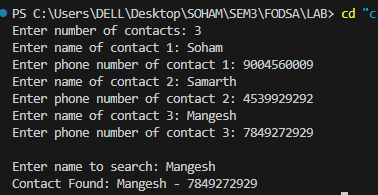 PS C:\Users\DELL\Desktop\SOHAM\SEM3\FODSA\LAB> cd "c
Enter number of contacts: 3
Enter name of contact 1: Soham
Enter phone number of contact 1: 9004560009
Enter name of contact 2: Samarth
Enter phone number of contact 2: 4539929292
Enter name of contact 3: Mangesh
Enter phone number of contact 3: 7849272929
Enter name to search: Mangesh
Contact Found: Mangesh - 7849272929